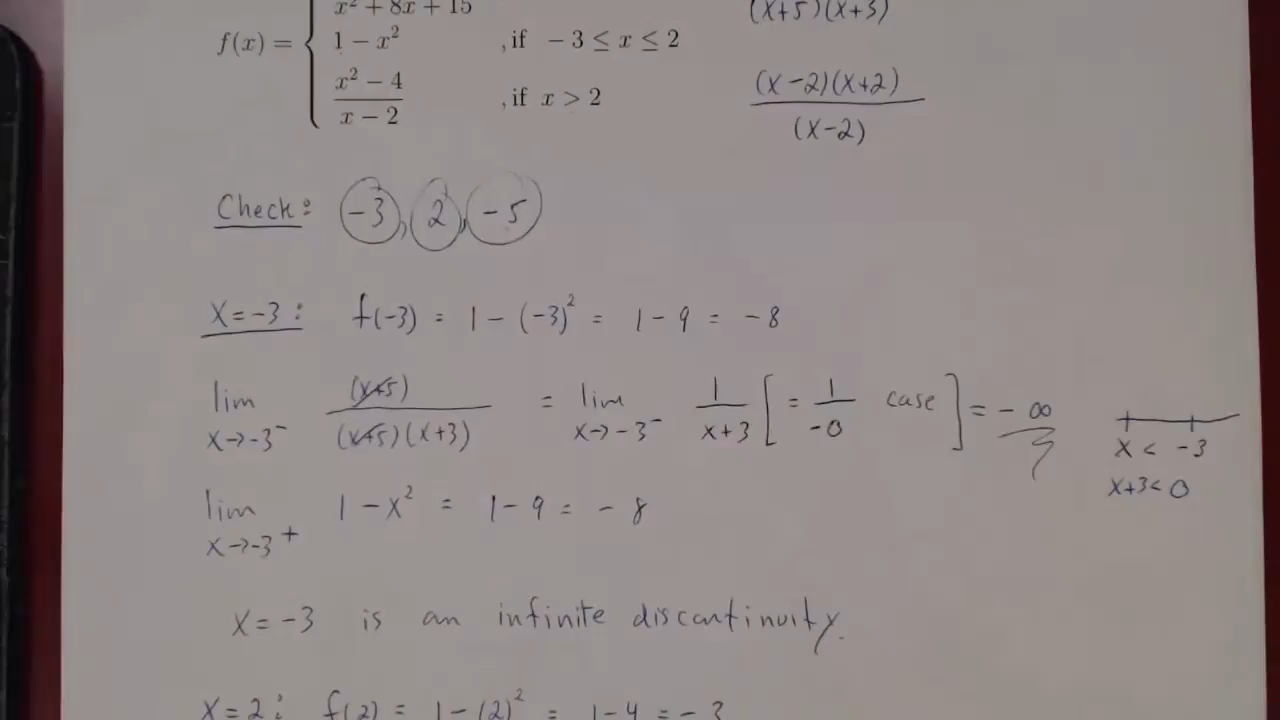 x² + 8x + 15 (x+5)(x+3)
f(x) = { 1 − x² , if −3 ≤ x ≤ 2
x² − 4 / x − 2 , if x > 2 (x−2)(x+2) / (x−2)
Check: -3, 2, -5
x=-3: f(-3) = 1-(-3)² = 1-9 = -8
lim x→-3⁻ (x+5) / (x+5)(x+3) = lim x→-3⁻ 1 / x+3 [= 1 / -0 case] = -∞
x < -3
x+3<0
lim x→-3⁺ 1-x² = 1-9 = -8
x=-3 is an infinite discontinuity.
x=2: f(2) = 1-(2)² = 1-4 = -3